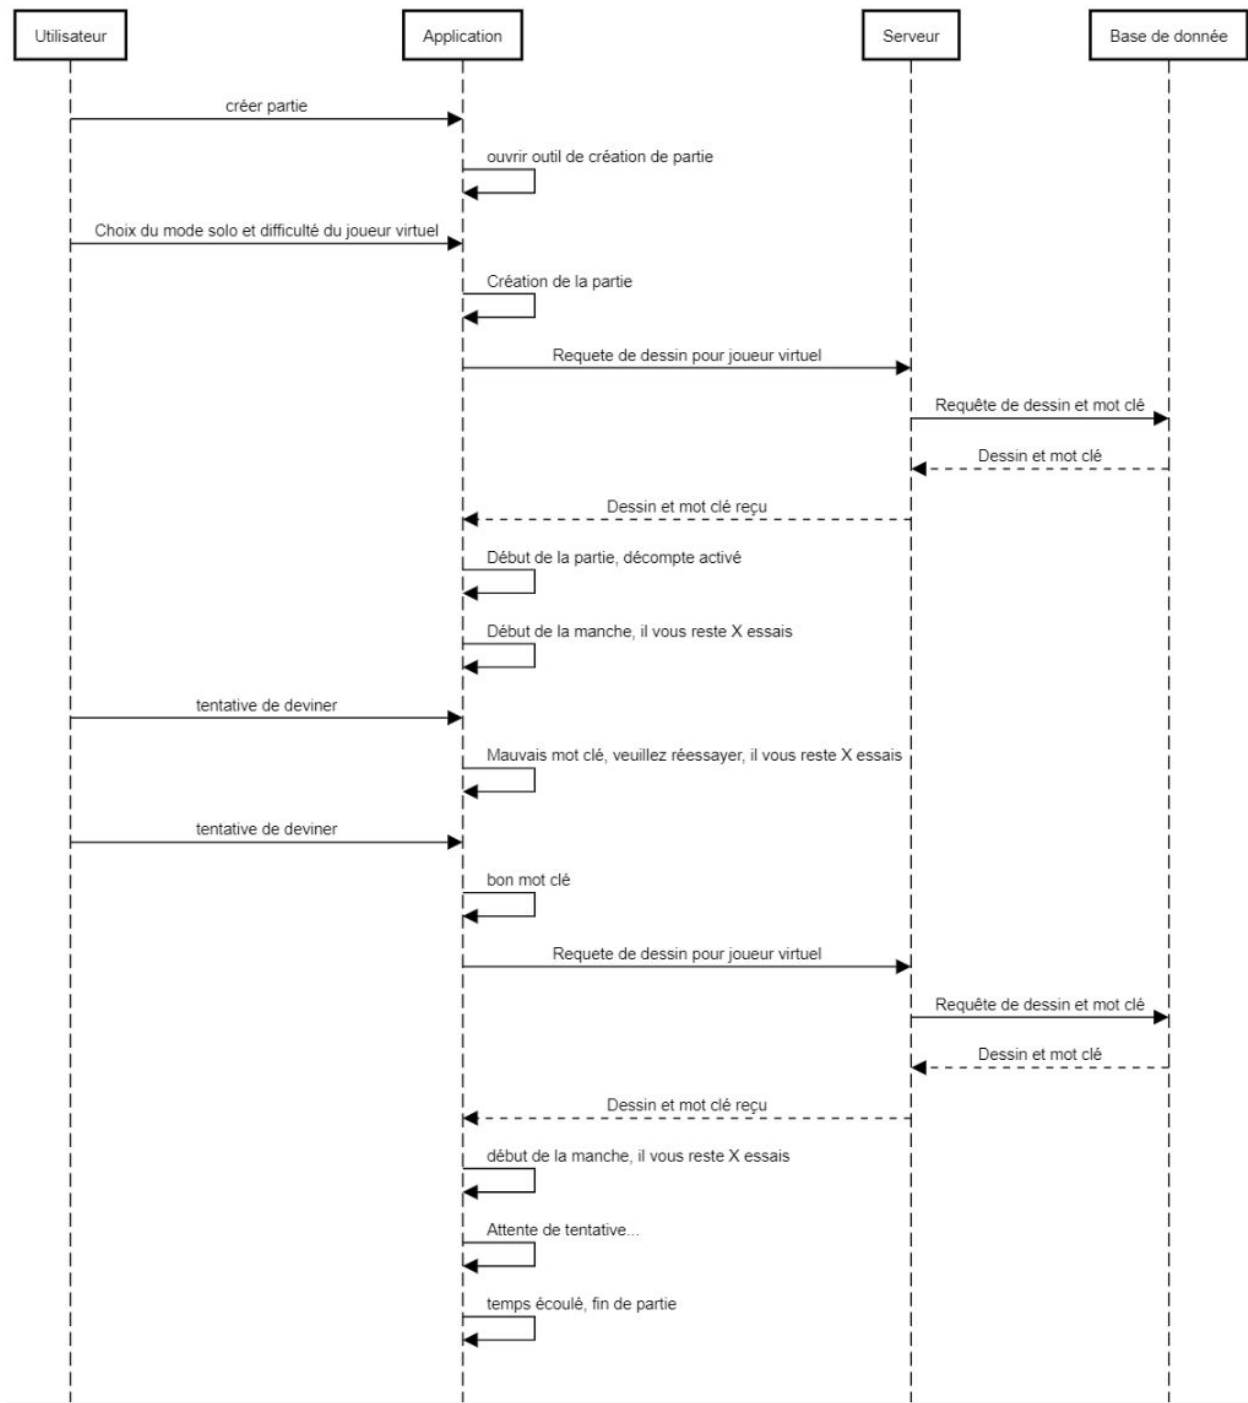 Utilisateur
Application
Serveur
Base de donnée
créer partie
ouvrir outil de création de partie
Choix du mode solo et difficulté du joueur virtuel
Création de la partie
Requete de dessin pour joueur virtuel
Requête de dessin et mot clé
Dessin et mot clé
Dessin et mot clé reçu
Début de la partie, décompte activé
Début de la manche, il vous reste X essais
tentative de deviner
Mauvais mot clé, veuillez réessayer, il vous reste X essais
tentative de deviner
bon mot clé
Requete de dessin pour joueur virtuel
Requête de dessin et mot clé
Dessin et mot clé
Dessin et mot clé reçu
début de la manche, il vous reste X essais
Attente de tentative...
temps écoulé, fin de partie